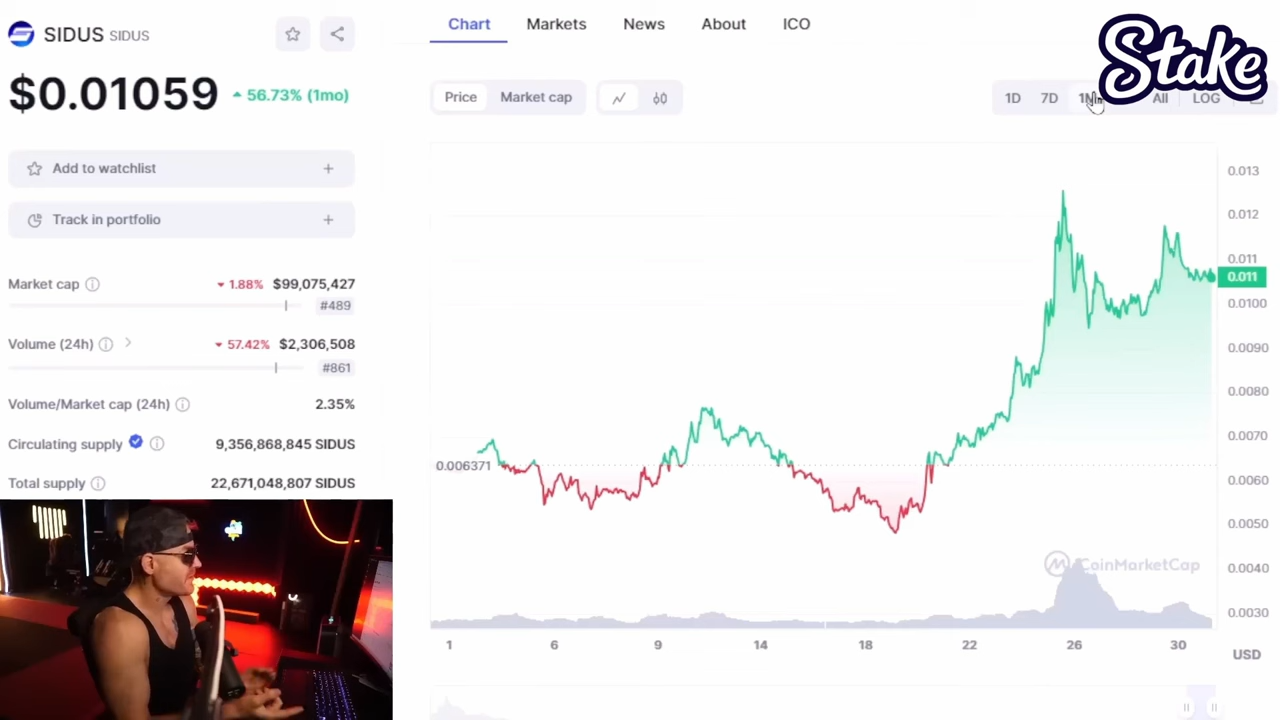 SIDUS SIDUS
$0.01059 56.73% (1mo)
Add to watchlist +
Track in portfolio +
Market cap 1.88% $99,075,427
#489
Volume (24h) 57.42% $2,306,508
#861
Volume/Market cap (24h) 2.35%
Circulating supply 9,356,868,845 SIDUS
Total supply 22,671,048,807 SIDUS
Chart Markets News About ICO
Stake
Price Market cap 1D 7D All LOG
0.013
0.012
0.011
0.011
0.0100
0.0090
0.0080
0.0070
0.006371
0.0060
0.0050
CoinMarketCap
0.0040
0.0030
1 5 9 14 18 22 26 30
USD